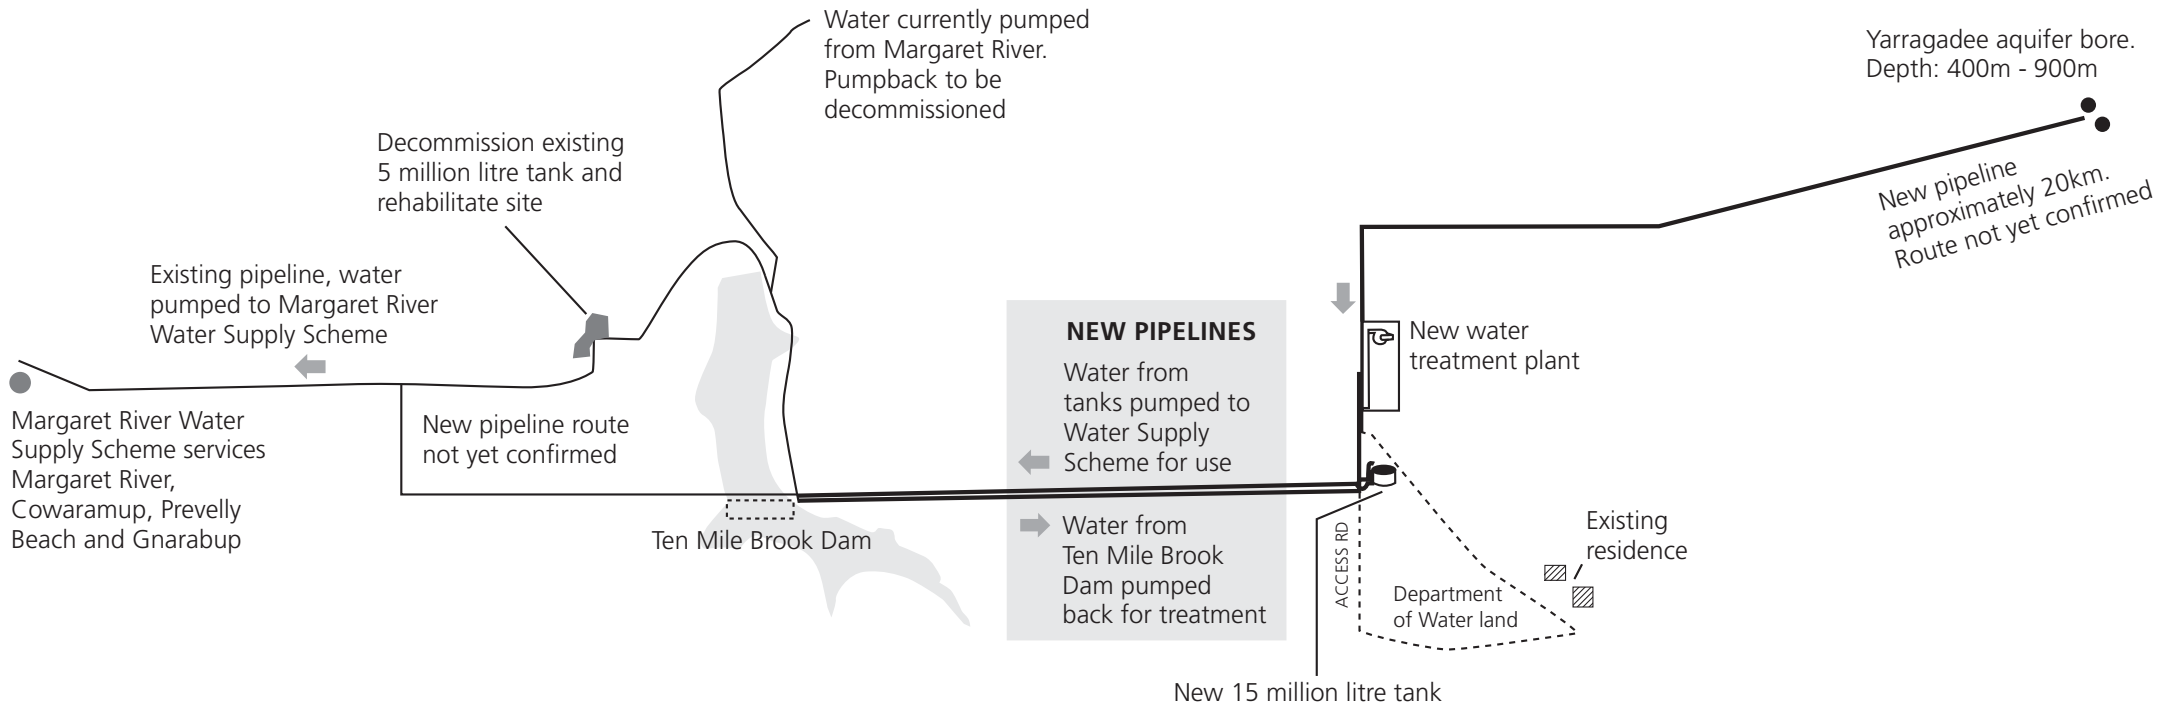 Water currently pumped
from Margaret River.
Pumpback to be
decommissioned
Yarragadee aquifer bore.
Depth: 400m - 900m
New pipeline
approximately 20km.
Route not yet confirmed
Decommission existing
5 million litre tank and
rehabilitate site
Existing pipeline, water
pumped to Margaret River
Water Supply Scheme
Margaret River Water
Supply Scheme services
Margaret River,
Cowaramup, Prevelly
Beach and Gnarabup
New pipeline route
not yet confirmed
Ten Mile Brook Dam
NEW PIPELINES
Water from
tanks pumped to
Water Supply
Scheme for use
Water from
Ten Mile Brook
Dam pumped
back for treatment
New water
treatment plant
ACCESS RD
Existing
residence
Department
of Water land
New 15 million litre tank